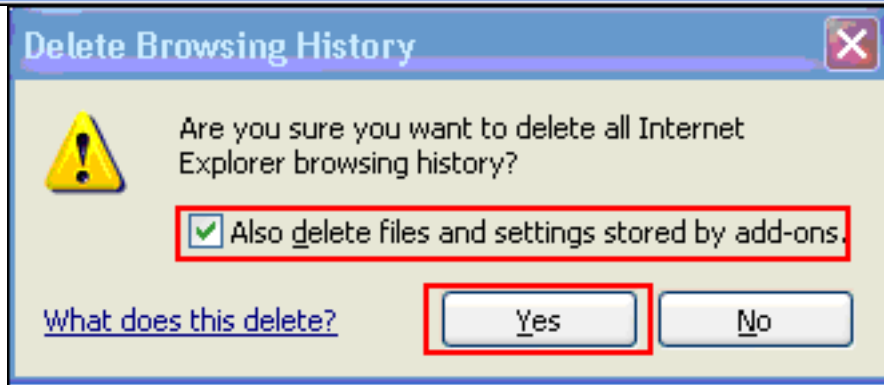 Delete Browsing History
Are you sure you want to delete all Internet
Explorer browsing history?
Also delete files and settings stored by add-ons.
What does this delete?
Yes
No